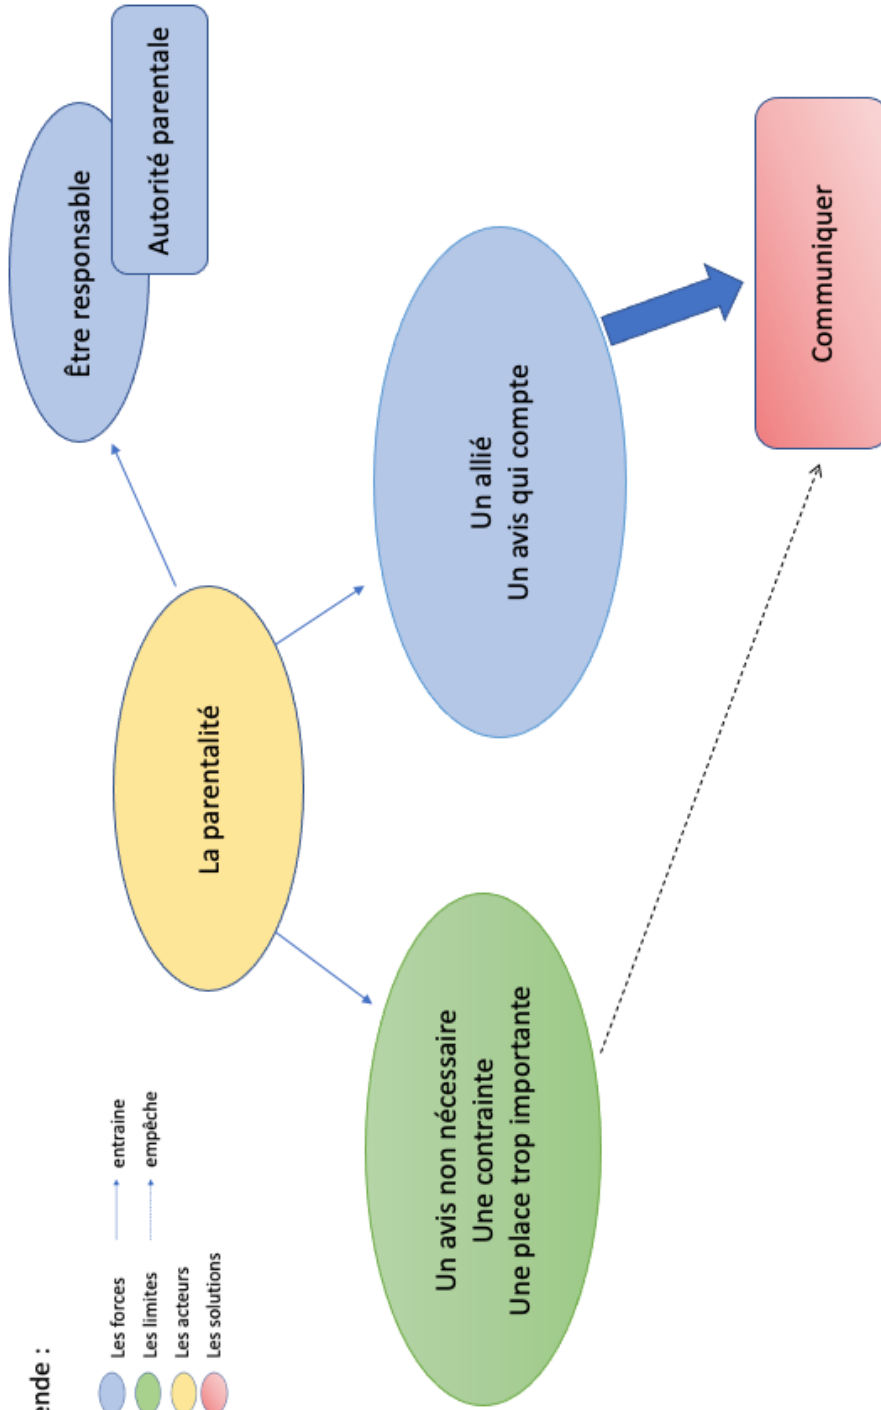 ende :
Les forces
entraine
Les limites
empêche
Les acteurs
Les solutions
La parentalité
Être responsable
Autorité parentale
Un avis non nécessaire
Une contrainte
Une place trop importante
Un allié
Un avis qui compte
Communiquer